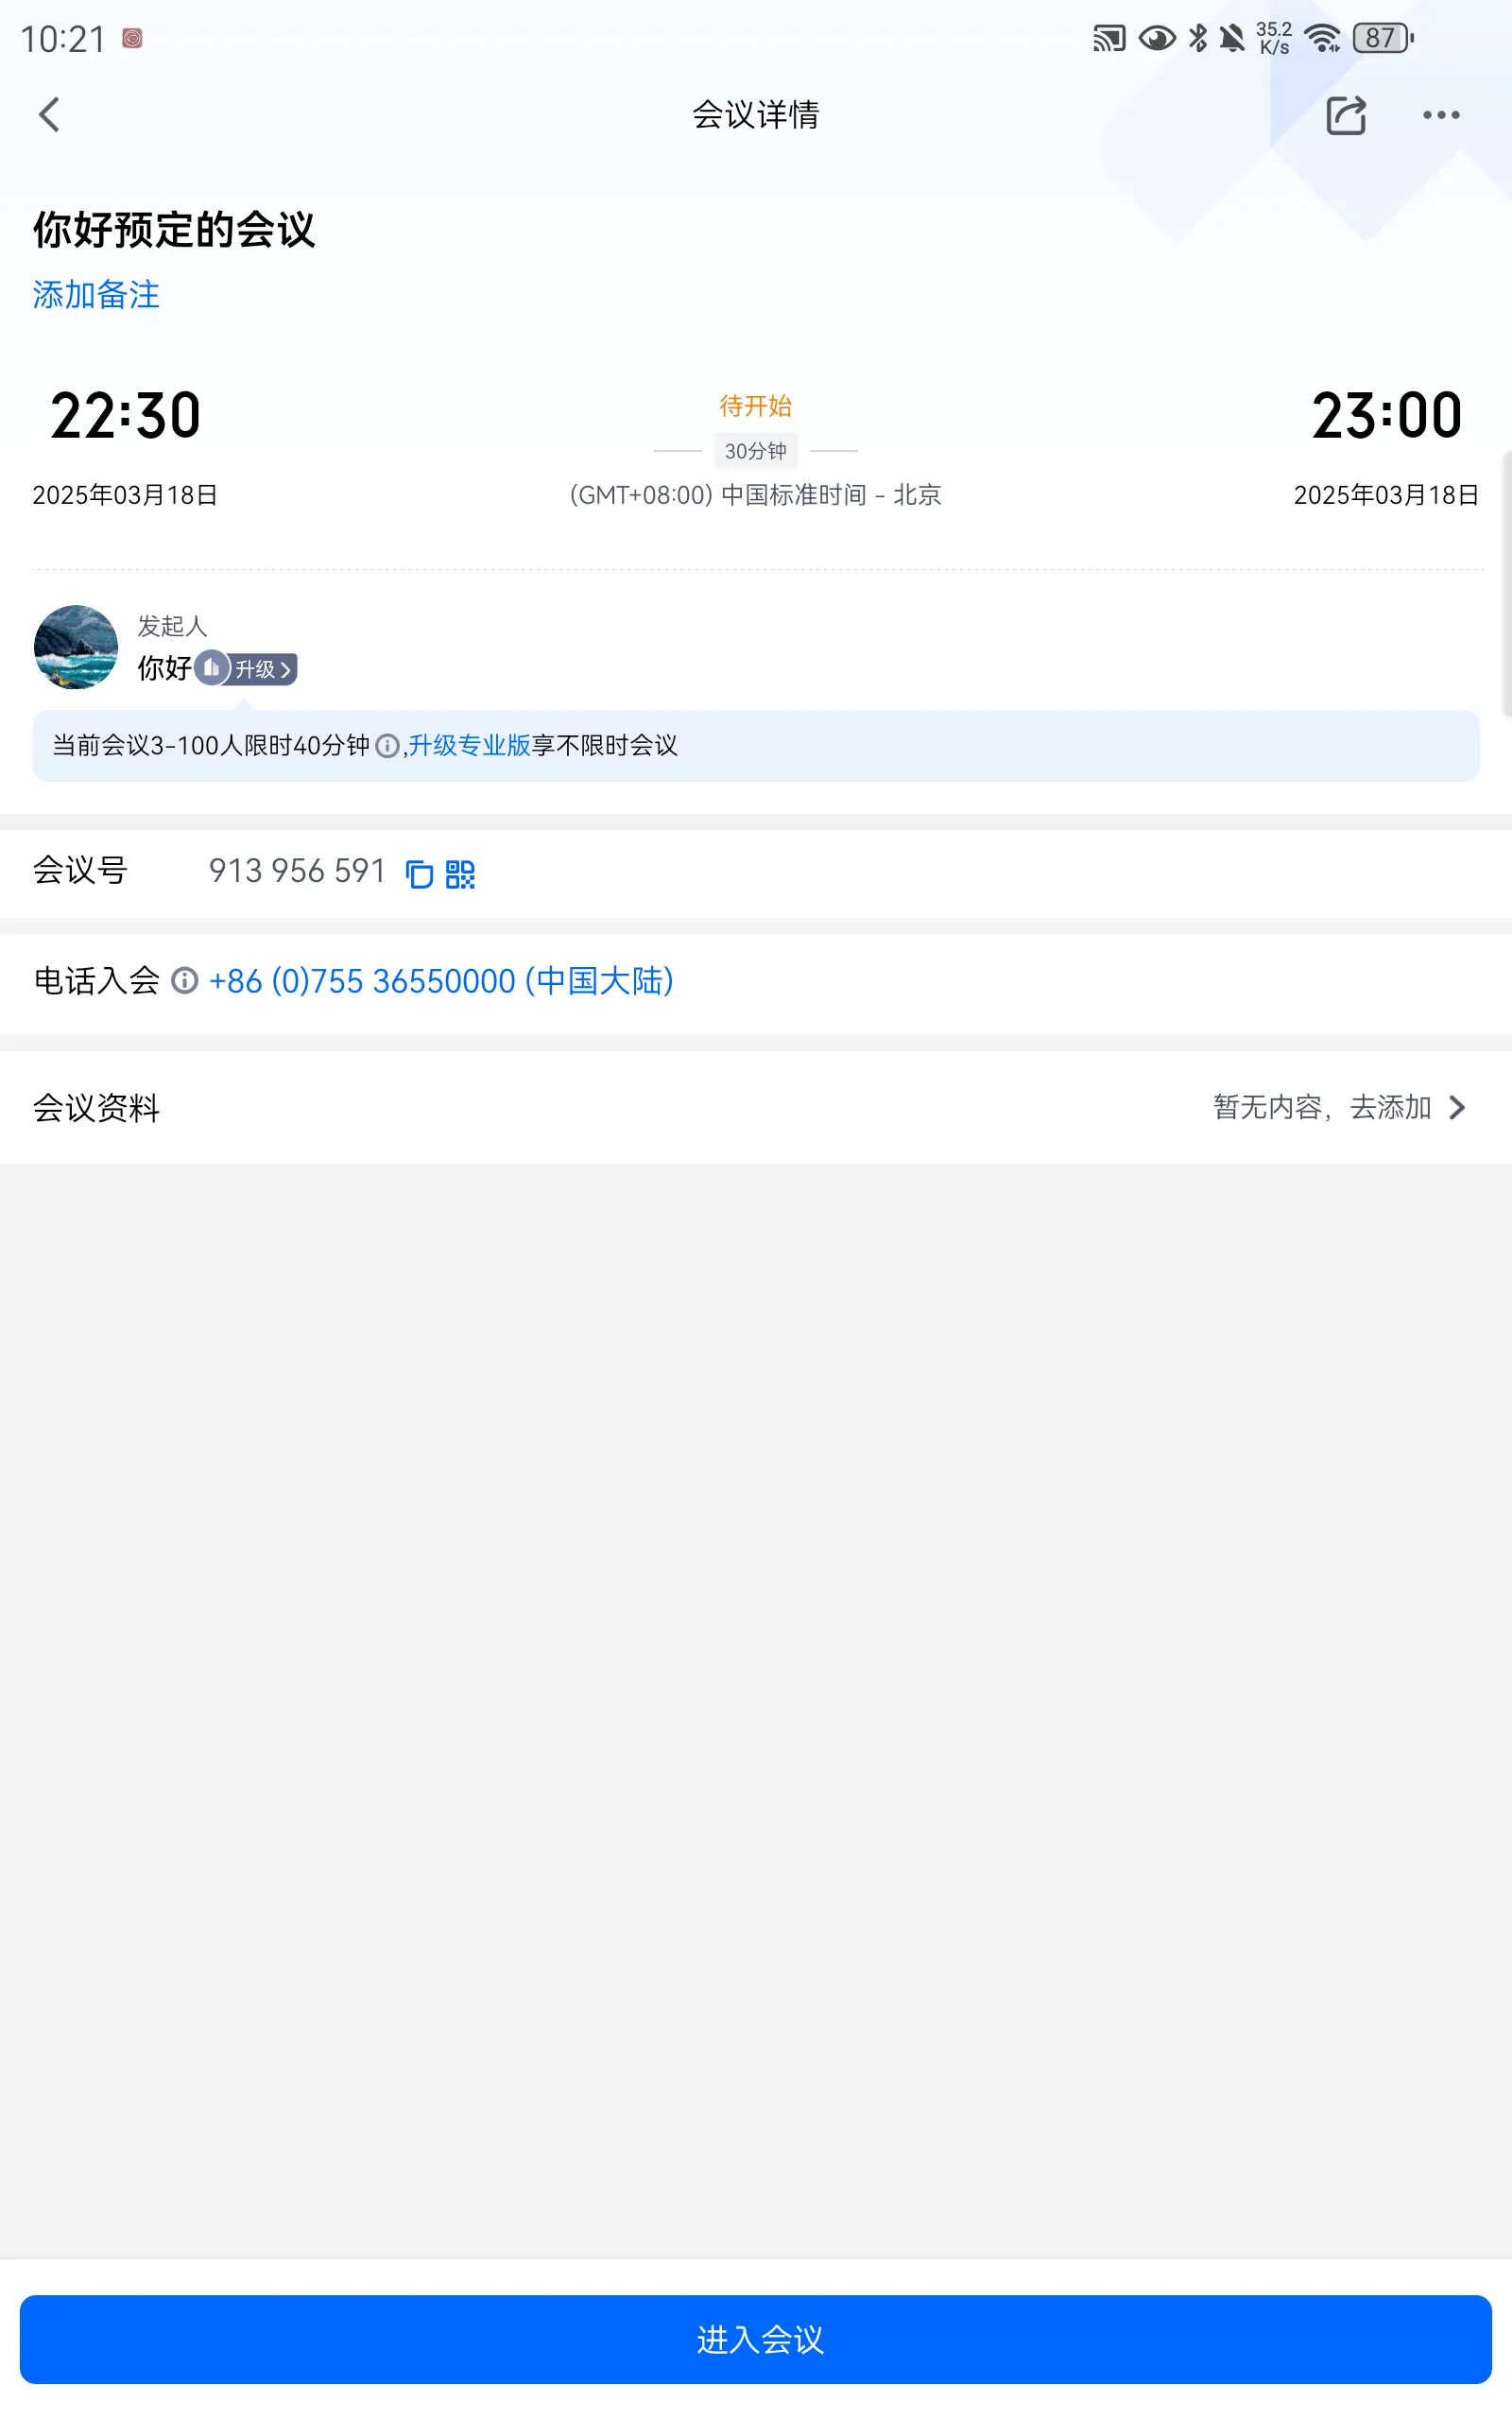 10:21
35.2 K/s
87
会议详情
你好预定的会议
添加备注
22:30 待开始 23:00
30分钟
2025年03月18日 (GMT+08:00) 中国标准时间 - 北京 2025年03月18日
发起人
你好 升级
当前会议3-100人限时40分钟,升级专业版享不限时会议
会议号 913 956 591
电话入会 +86 (0)755 36550000 (中国大陆)
会议资料 暂无内容，去添加
进入会议